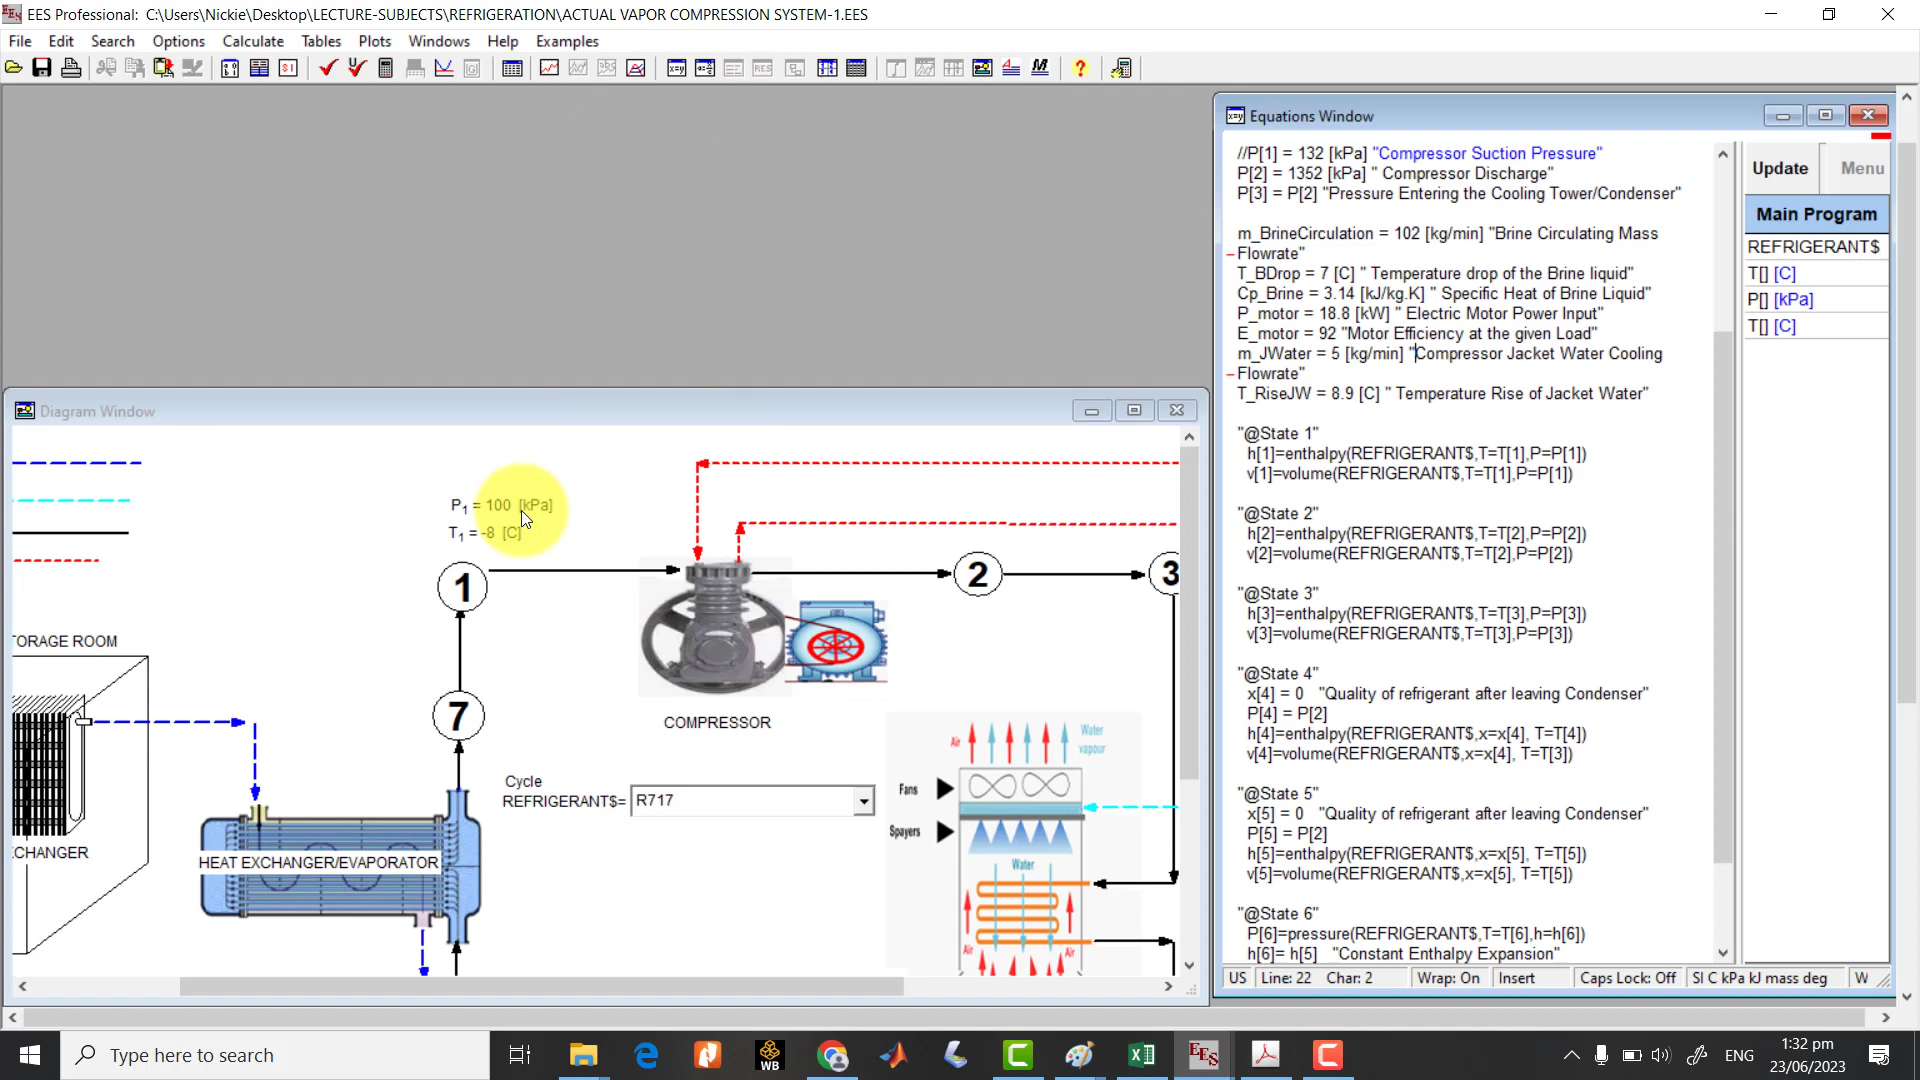 EES Professional: C:\Users\Nickie\Desktop\LECTURE-SUBJECTS\REFRIGERATION\ACTUAL VAPOR COMPRESSION SYSTEM-1.EES
File Edit Search Options Calculate Tables Plots Windows Help Examples
Equations Window
//P[1] = 132 [kPa] "Compressor Suction Pressure"
P[2] = 1352 [kPa] " Compressor Discharge"
P[3] = P[2] "Pressure Entering the Cooling Tower/Condenser"
m_BrineCirculation = 102 [kg/min] "Brine Circulating Mass
Flowrate"
T_BDrop = 7 [C] " Temperature drop of the Brine liquid"
Cp_Brine = 3.14 [kJ/kg.K] " Specific Heat of Brine Liquid"
P_motor = 18.8 [kW] " Electric Motor Power Input"
E_motor = 92 "Motor Efficiency at the given Load"
m_JWater = 5 [kg/min] "Compressor Jacket Water Cooling
Flowrate"
T_RiseJW = 8.9 [C] " Temperature Rise of Jacket Water"
"@State 1"
h[1]=enthalpy(REFRIGERANT$,T=T[1],P=P[1])
v[1]=volume(REFRIGERANT$,T=T[1],P=P[1])
"@State 2"
h[2]=enthalpy(REFRIGERANT$,T=T[2],P=P[2])
v[2]=volume(REFRIGERANT$,T=T[2],P=P[2])
"@State 3"
h[3]=enthalpy(REFRIGERANT$,T=T[3],P=P[3])
v[3]=volume(REFRIGERANT$,T=T[3],P=P[3])
"@State 4"
x[4] = 0 "Quality of refrigerant after leaving Condenser"
P[4] = P[2]
h[4]=enthalpy(REFRIGERANT$,x=x[4], T=T[4])
v[4]=volume(REFRIGERANT$,x=x[4], T=T[3])
"@State 5"
x[5] = 0 "Quality of refrigerant after leaving Condenser"
P[5] = P[2]
h[5]=enthalpy(REFRIGERANT$,x=x[5], T=T[5])
v[5]=volume(REFRIGERANT$,x=x[5], T=T[5])
"@State 6"
P[6]=pressure(REFRIGERANT$,T=T[6],h=h[6])
h[6]= h[5] "Constant Enthalpy Expansion"
US Line: 22 Char: 2 Wrap: On Insert Caps Lock: Off SI C kPa kJ mass deg W
Update Menu
Main Program
REFRIGERANT$
T[] [C]
P[] [kPa]
T[] [C]
Diagram Window
P1 = 100 [kPa]
T1 = -8 [C]
1
2
3
7
TORAGE ROOM
COMPRESSOR
XCHANGER
HEAT EXCHANGER/EVAPORATOR
Cycle
REFRIGERANT$= R717
Air
Water
vapour
Fans
Spayers
Water
Air
Air
Type here to search
WB
EES
ENG
1:32 pm
23/06/2023